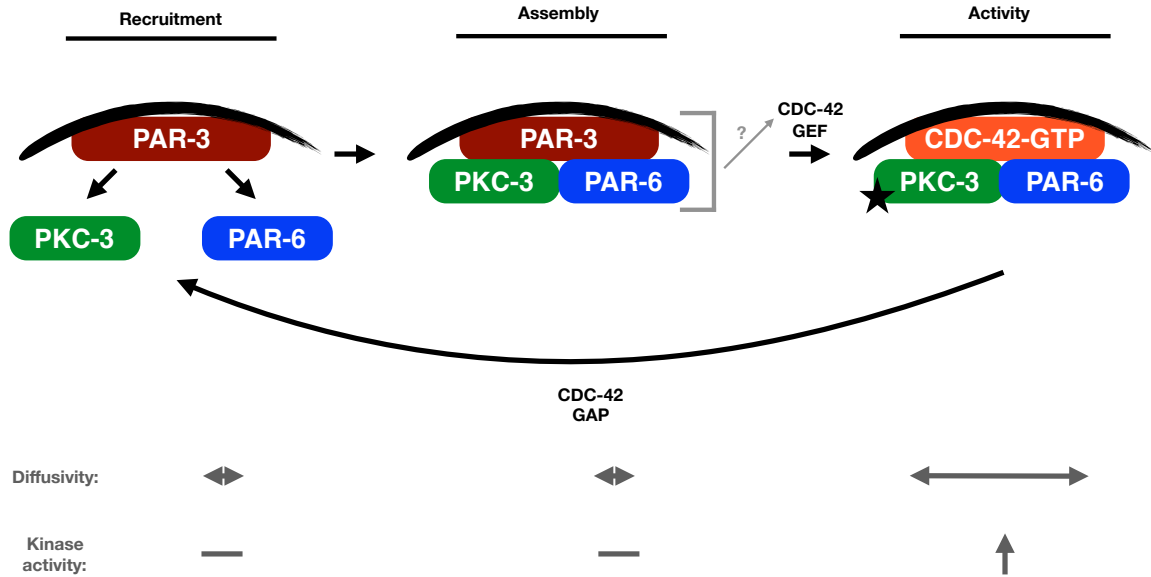 Recruitment
Assembly
Activity
PAR-3
PKC-3
PAR-6
PAR-3
PKC-3
PAR-6
?
CDC-42
GEF
CDC-42-GTP
PKC-3
PAR-6
CDC-42
GAP
Diffusivity:
Kinase
activity: